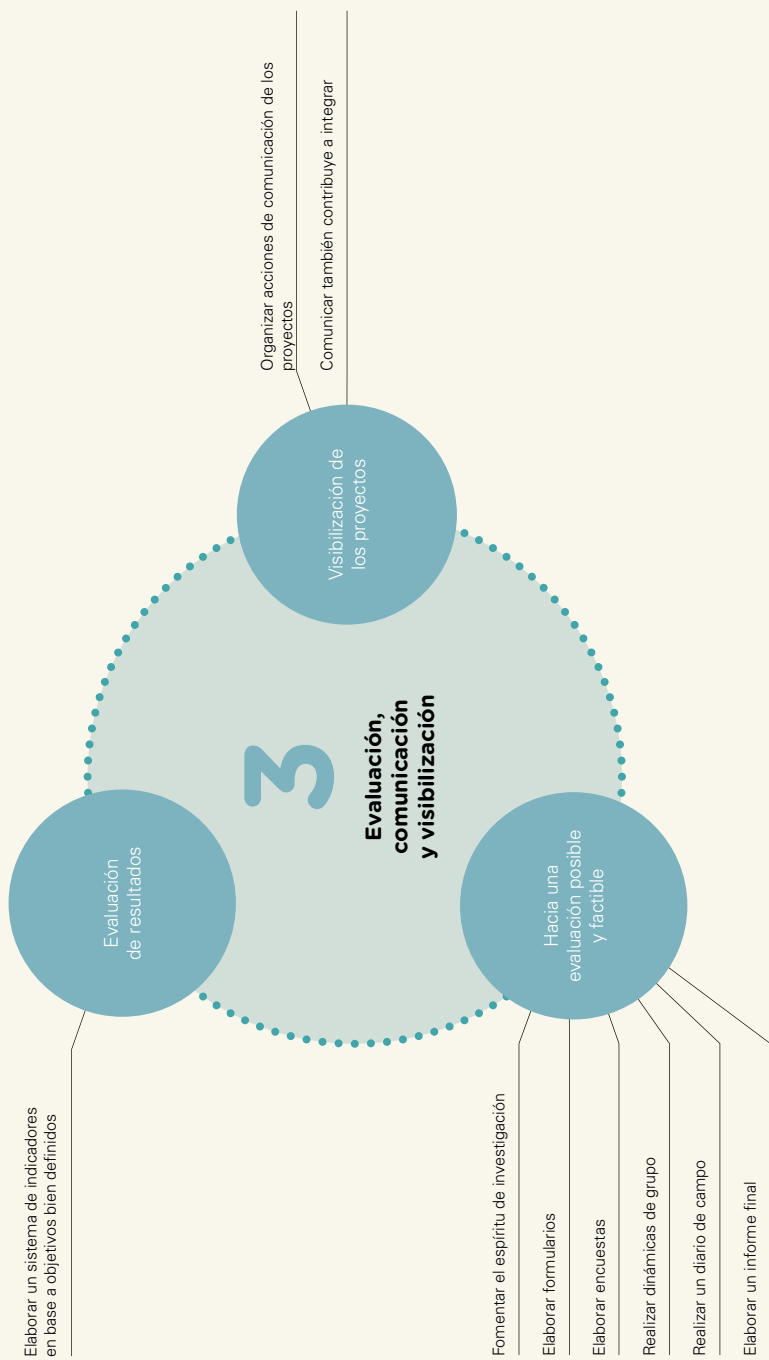 3
Evaluación,
comunicación
y visibilización
Evaluación
de resultados
Elaborar un sistema de indicadores
en base a objetivos bien definidos
Visibilización de
los proyectos
Organizar acciones de comunicación de los
proyectos
Comunicar también contribuye a integrar
Hacia una
evaluación posible
y factible
Fomentar el espíritu de investigación
Elaborar formularios
Elaborar encuestas
Realizar dinámicas de grupo
Realizar un diario de campo
Elaborar un informe final